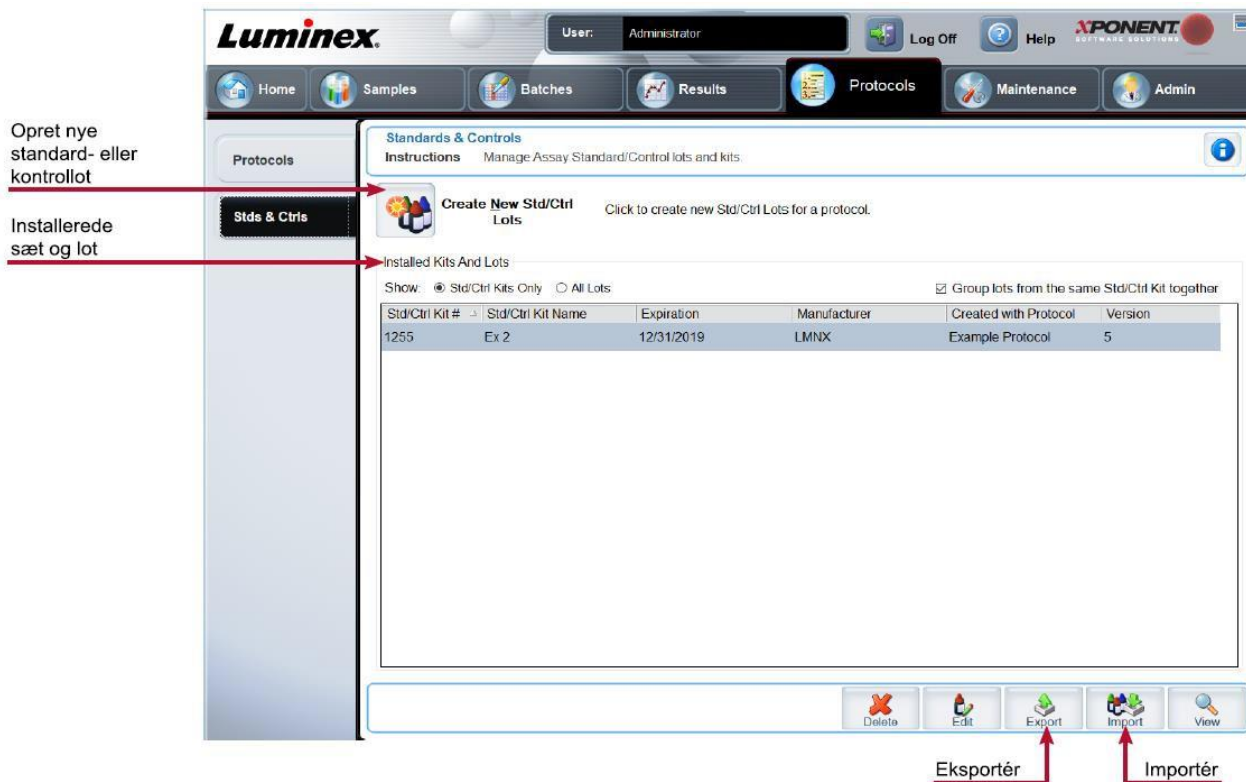 Luminex.
User: Administrator
Log Off
Help
XPONENT.
SOFTWARE SOLUTIONS
Home
Samples
Batches
Results
Protocols
Maintenance
Admin
Opret nye
standard- eller
kontrollot
Installerede
sæt og lot
Protocols
Stds & Ctrls
Standards & Controls
Instructions Manage Assay Standard/Control lots and kits.
Create New Std/Ctrl
Lots
Click to create new Std/Ctrl Lots for a protocol.
Installed Kits And Lots
Show: Std/Ctrl Kits Only All Lots
Group lots from the same Std/Ctrl Kit together
Std/Ctrl Kit # Std/Ctrl Kit Name Expiration Manufacturer Created with Protocol Version
1255 Ex 2 12/31/2019 LMNX Example Protocol 5
Delete
Edit
Export
Import
View
Eksportér
Importér